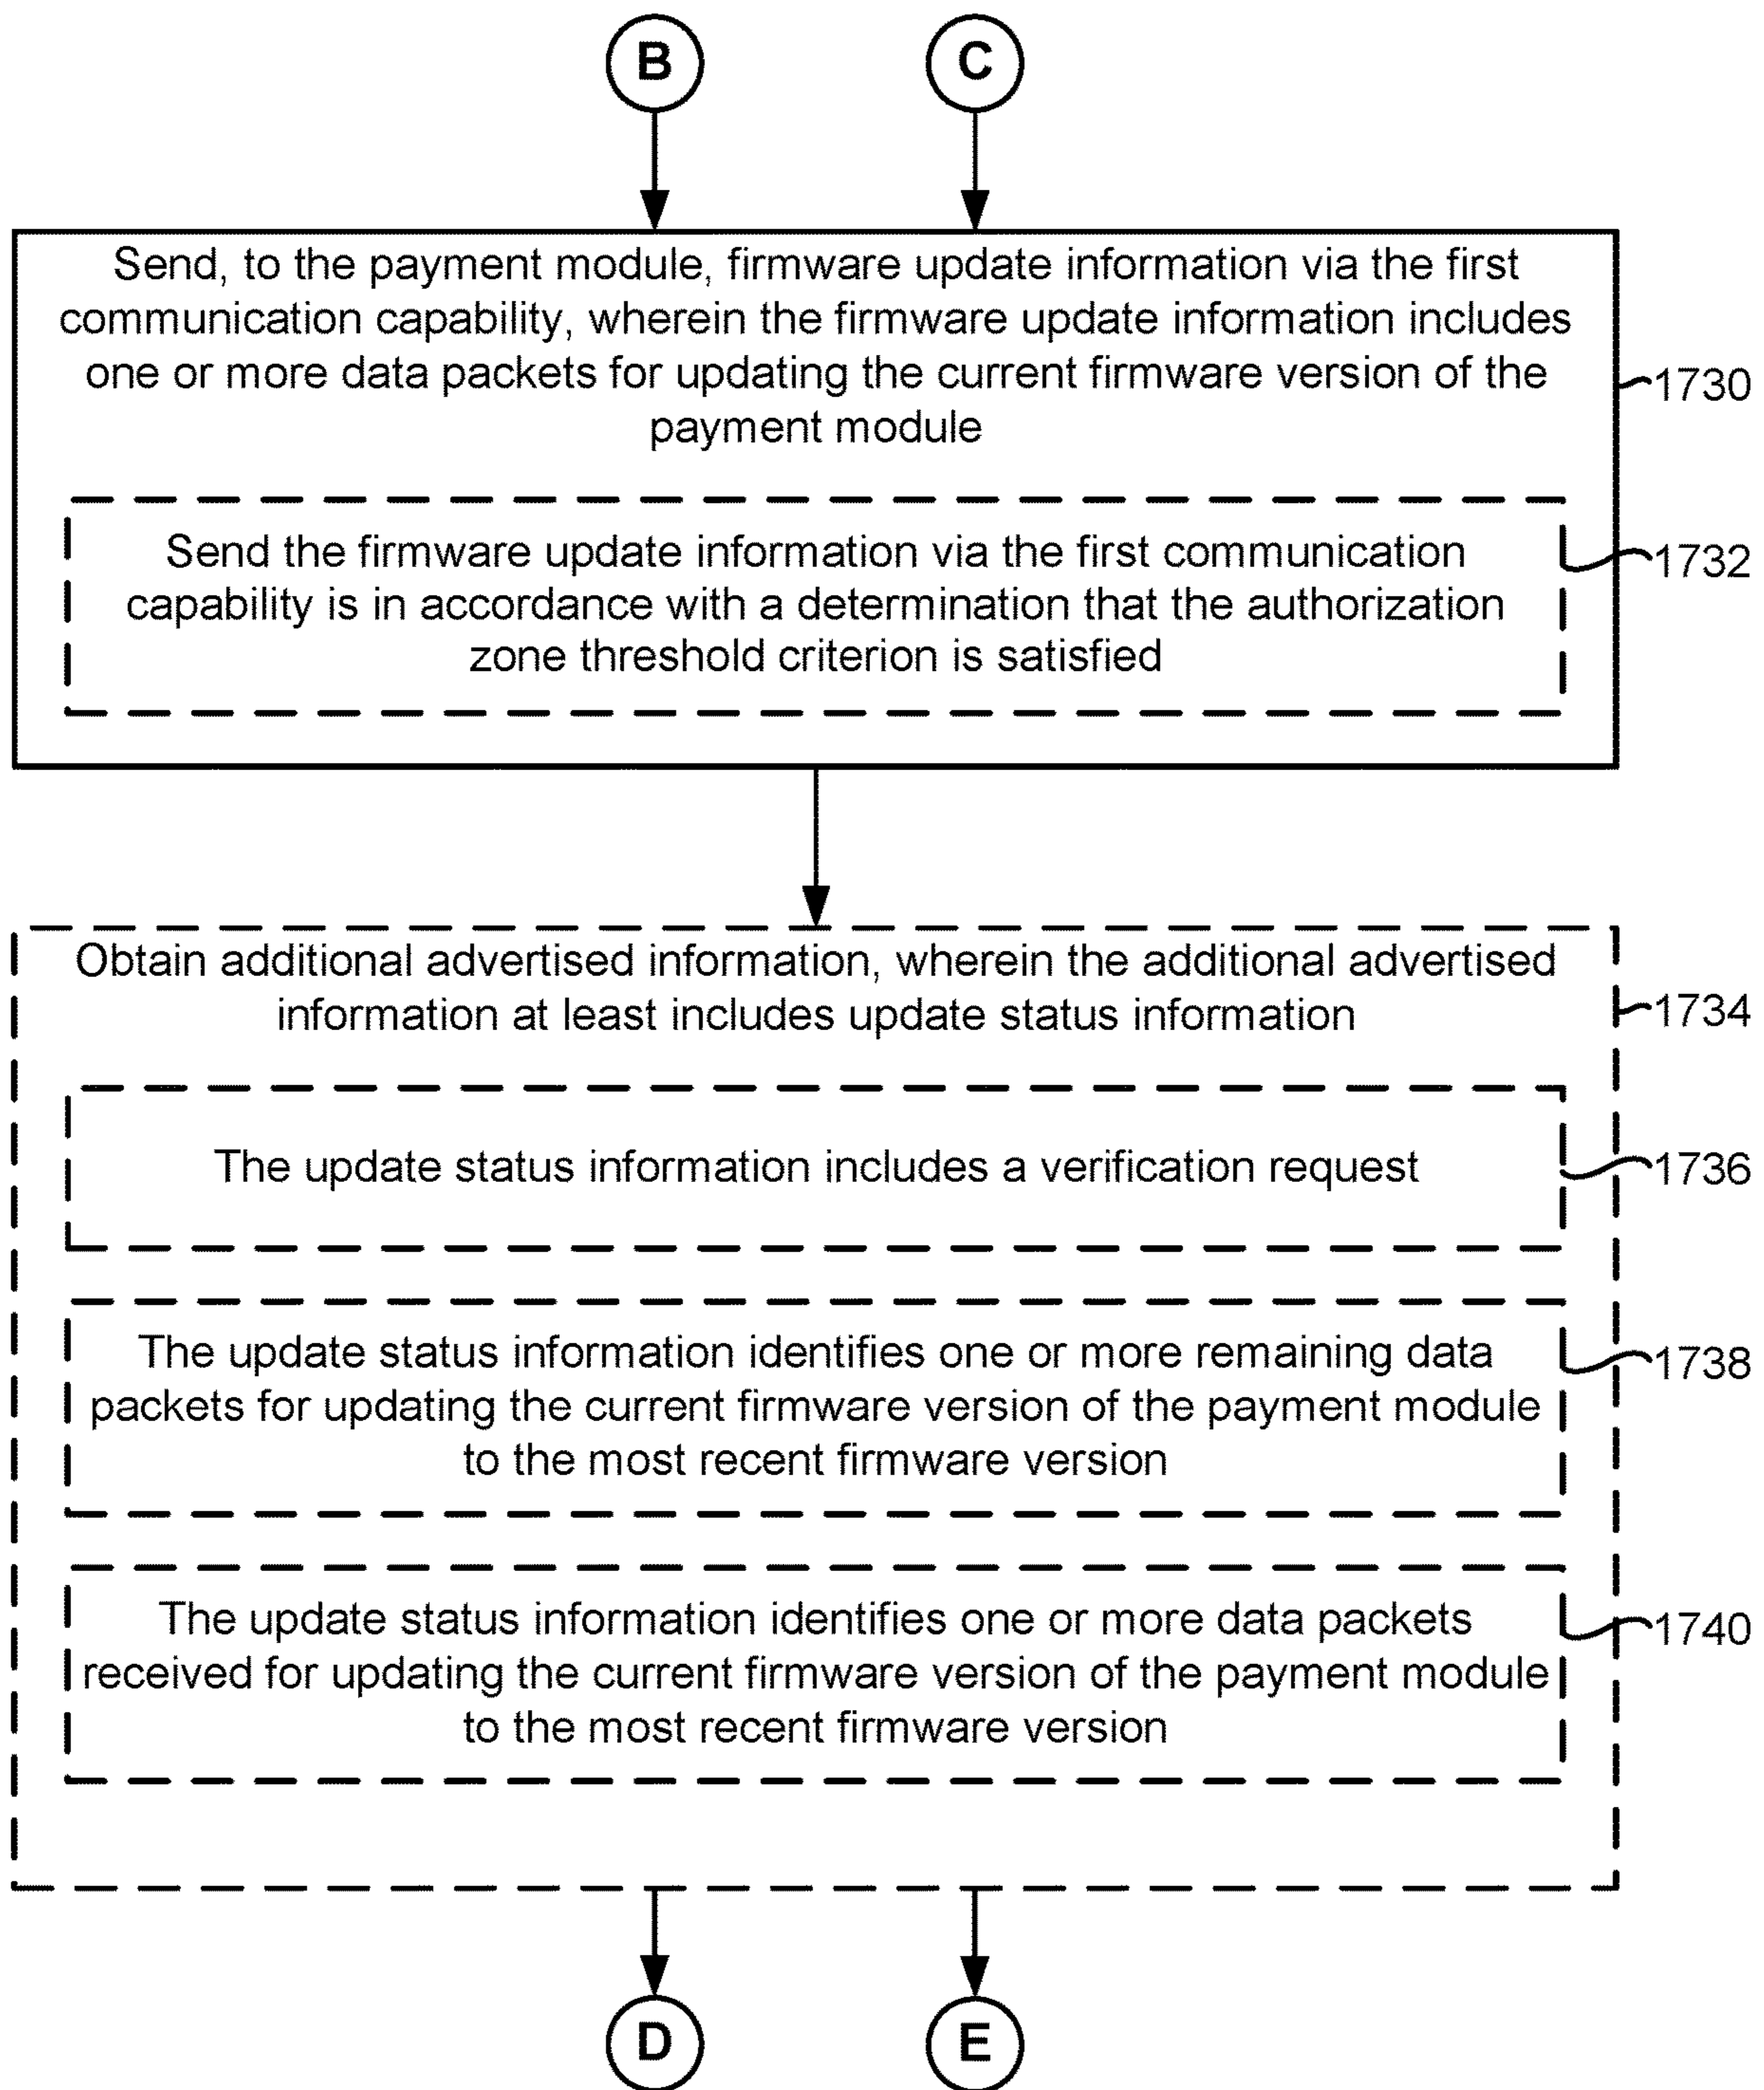 B
C
Send, to the payment module, firmware update information via the first
communication capability, wherein the firmware update information includes
one or more data packets for updating the current firmware version of the
payment module
1730
Send the firmware update information via the first communication
capability is in accordance with a determination that the authorization
zone threshold criterion is satisfied
1732
Obtain additional advertised information, wherein the additional advertised
information at least includes update status information
1734
The update status information includes a verification request
1736
The update status information identifies one or more remaining data
packets for updating the current firmware version of the payment module
to the most recent firmware version
1738
The update status information identifies one or more data packets
received for updating the current firmware version of the payment module
to the most recent firmware version
1740
D
E